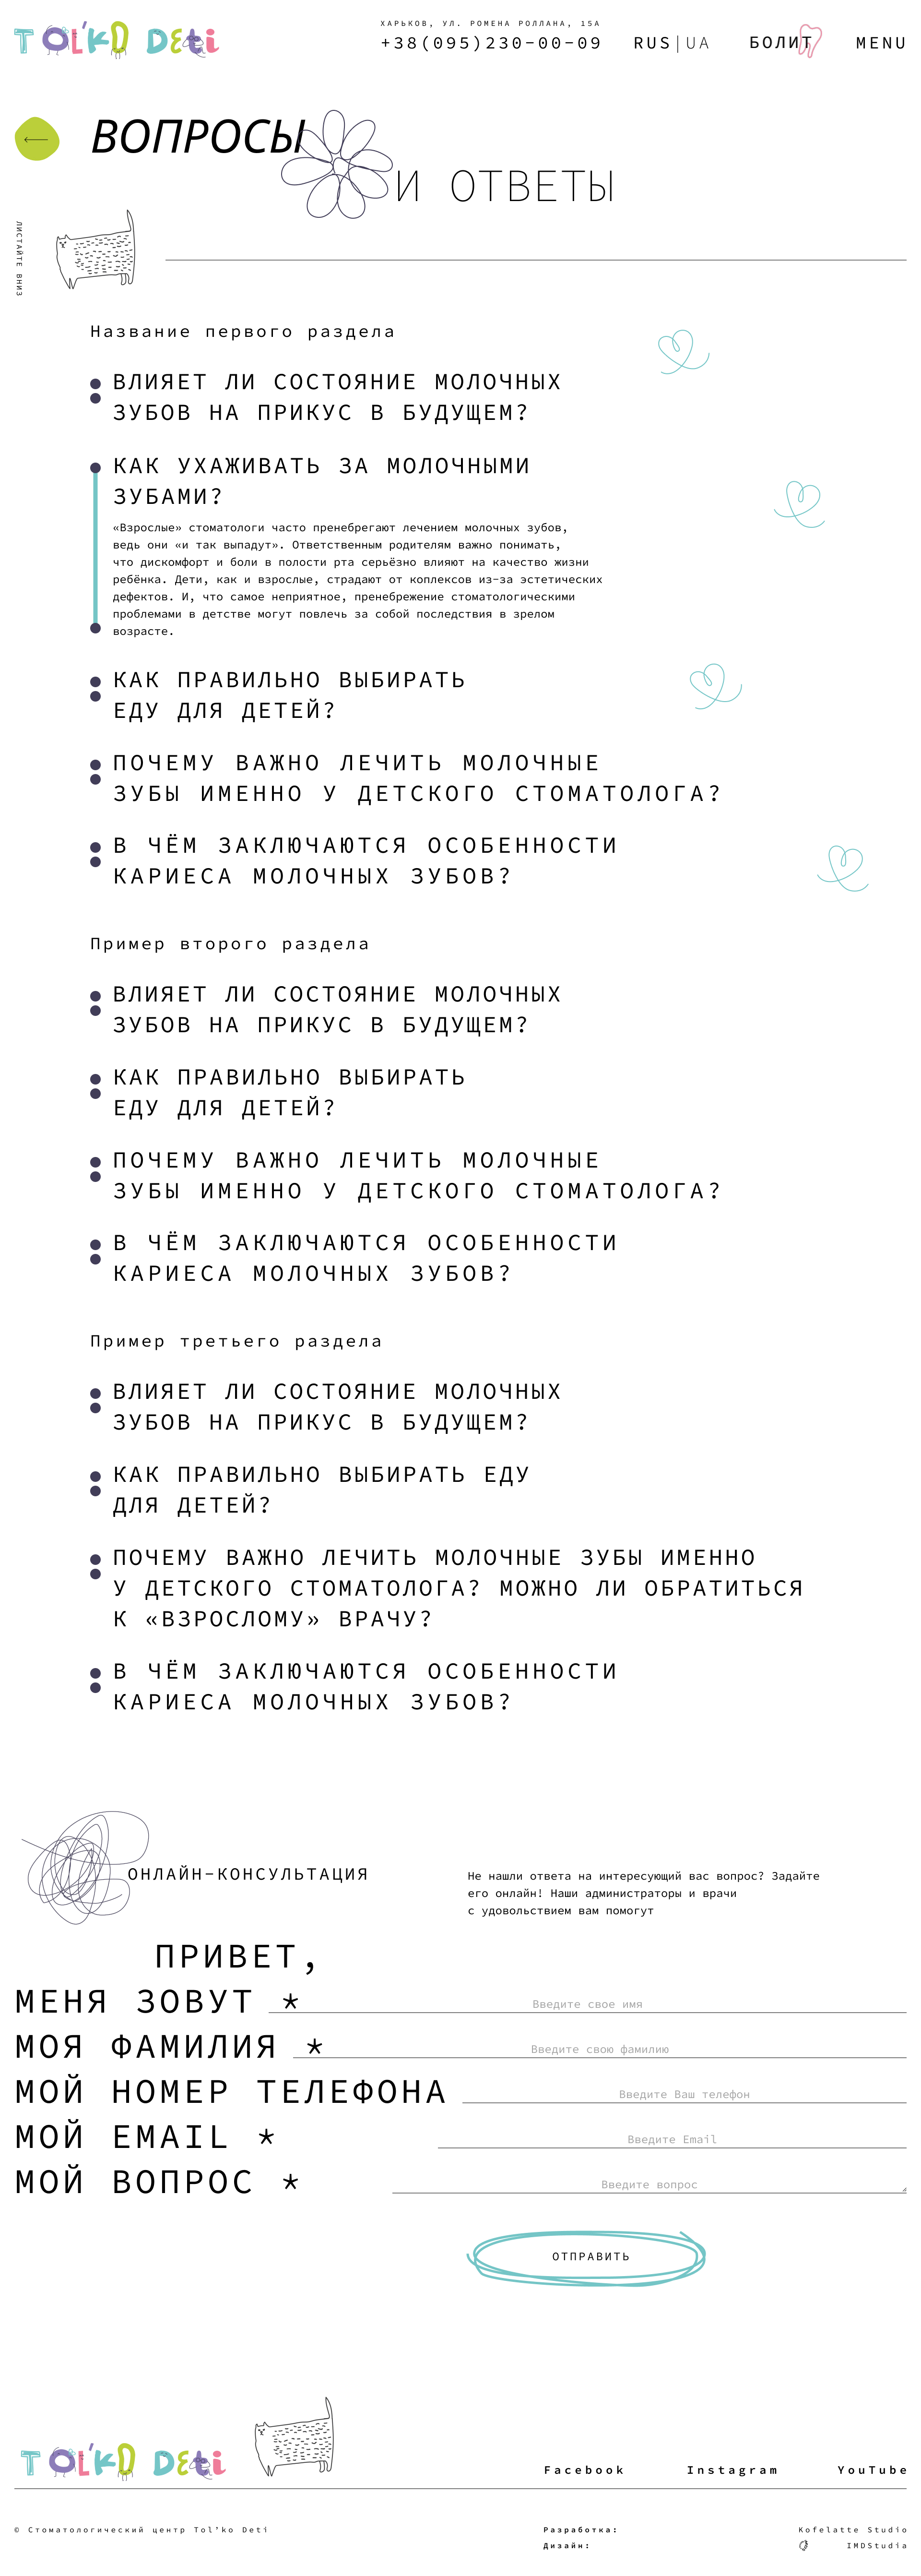 TOL'KO DETI
ХАРЬКОВ, УЛ. РОМЕНА РОЛЛАНА, 15А
+38(095)230-00-09
RUS|UA
БОЛИТ
MENU
ВОПРОСЫ
И ОТВЕТЫ
ЛИСТАЙТЕ ВНИЗ
Название первого раздела
ВЛИЯЕТ ЛИ СОСТОЯНИЕ МОЛОЧНЫХ
ЗУБОВ НА ПРИКУС В БУДУЩЕМ?
КАК УХАЖИВАТЬ ЗА МОЛОЧНЫМИ
ЗУБАМИ?
«Взрослые» стоматологи часто пренебрегают лечением молочных зубов,
ведь они «и так выпадут». Ответственным родителям важно понимать,
что дискомфорт и боли в полости рта серьёзно влияют на качество жизни
ребёнка. Дети, как и взрослые, страдают от коплексов из-за эстетических
дефектов. И, что самое неприятное, пренебрежение стоматологическими
проблемами в детстве могут повлечь за собой последствия в зрелом
возрасте.
КАК ПРАВИЛЬНО ВЫБИРАТЬ
ЕДУ ДЛЯ ДЕТЕЙ?
ПОЧЕМУ ВАЖНО ЛЕЧИТЬ МОЛОЧНЫЕ
ЗУБЫ ИМЕННО У ДЕТСКОГО СТОМАТОЛОГА?
В ЧЁМ ЗАКЛЮЧАЮТСЯ ОСОБЕННОСТИ
КАРИЕСА МОЛОЧНЫХ ЗУБОВ?
Пример второго раздела
ВЛИЯЕТ ЛИ СОСТОЯНИЕ МОЛОЧНЫХ
ЗУБОВ НА ПРИКУС В БУДУЩЕМ?
КАК ПРАВИЛЬНО ВЫБИРАТЬ
ЕДУ ДЛЯ ДЕТЕЙ?
ПОЧЕМУ ВАЖНО ЛЕЧИТЬ МОЛОЧНЫЕ
ЗУБЫ ИМЕННО У ДЕТСКОГО СТОМАТОЛОГА?
В ЧЁМ ЗАКЛЮЧАЮТСЯ ОСОБЕННОСТИ
КАРИЕСА МОЛОЧНЫХ ЗУБОВ?
Пример третьего раздела
ВЛИЯЕТ ЛИ СОСТОЯНИЕ МОЛОЧНЫХ
ЗУБОВ НА ПРИКУС В БУДУЩЕМ?
КАК ПРАВИЛЬНО ВЫБИРАТЬ ЕДУ
ДЛЯ ДЕТЕЙ?
ПОЧЕМУ ВАЖНО ЛЕЧИТЬ МОЛОЧНЫЕ ЗУБЫ ИМЕННО
У ДЕТСКОГО СТОМАТОЛОГА? МОЖНО ЛИ ОБРАТИТЬСЯ
К «ВЗРОСЛОМУ» ВРАЧУ?
В ЧЁМ ЗАКЛЮЧАЮТСЯ ОСОБЕННОСТИ
КАРИЕСА МОЛОЧНЫХ ЗУБОВ?
ОНЛАЙН-КОНСУЛЬТАЦИЯ
Не нашли ответа на интересующий вас вопрос? Задайте
его онлайн! Наши администраторы и врачи
с удовольствием вам помогут
ПРИВЕТ,
МЕНЯ ЗОВУТ * Введите свое имя
МОЯ ФАМИЛИЯ * Введите свою фамилию
МОЙ НОМЕР ТЕЛЕФОНА Введите Ваш телефон
МОЙ EMAIL * Введите Email
МОЙ ВОПРОС * Введите вопрос
ОТПРАВИТЬ
TOL'KO DETI
Facebook
Instagram
YouTube
© Стоматологический центр Tol’ko Deti
Разработка: Kofelatte Studio
Дизайн: IMDStudia